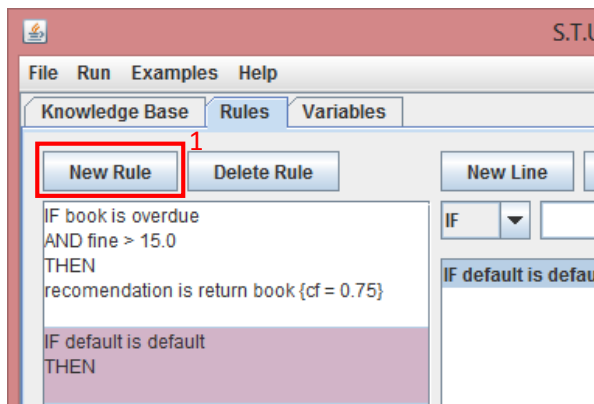 S.T.U
File Run Examples Help
Knowledge Base Rules Variables
1
New Rule Delete Rule New Line
IF book is overdue
AND fine > 15.0
THEN
recomendation is return book {cf = 0.75}
IF default is default
THEN
IF
IF default is defau